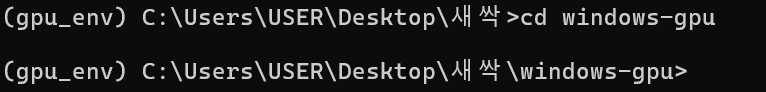 (gpu_env) C:\Users\USER\Desktop\새싹>cd windows-gpu
(gpu_env) C:\Users\USER\Desktop\새싹\windows-gpu>